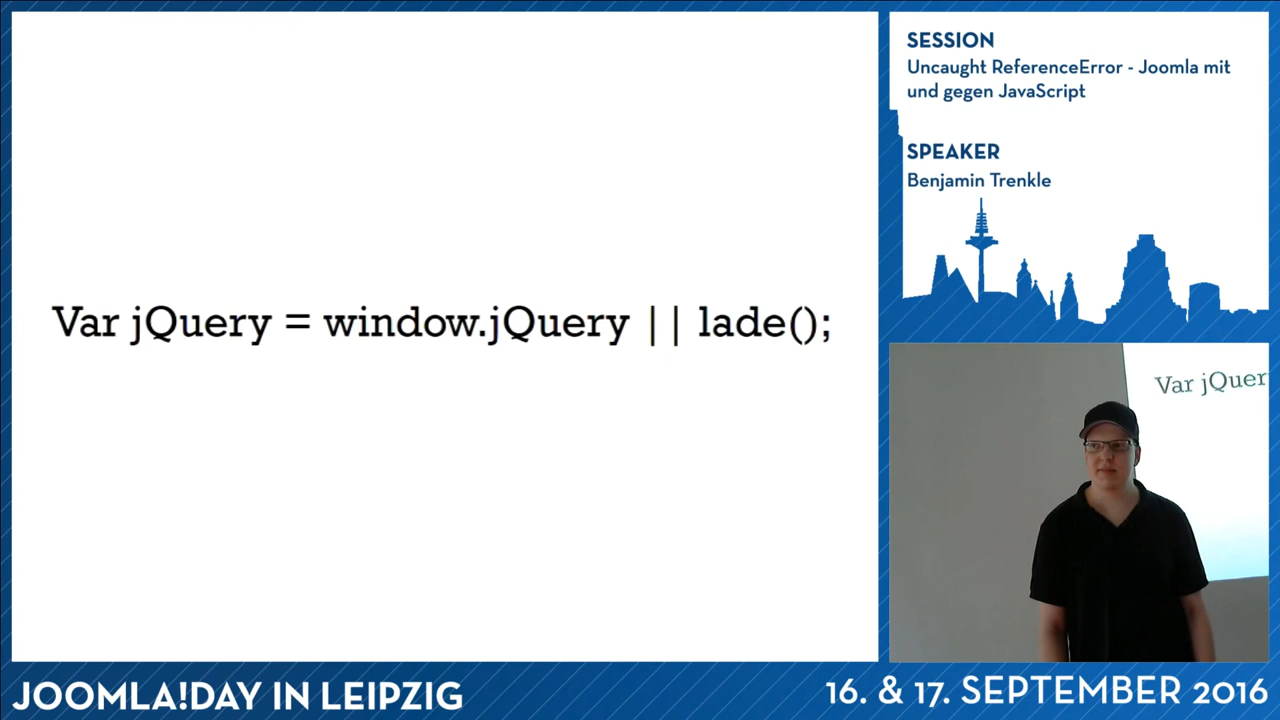 SESSION
Uncaught ReferenceError - Joomla mit
und gegen JavaScript
SPEAKER
Benjamin Trenkle
Var jQuery = window.jQuery || lade();
Var jQuer
JOOMLA!DAY IN LEIPZIG
16. & 17. SEPTEMBER 2016